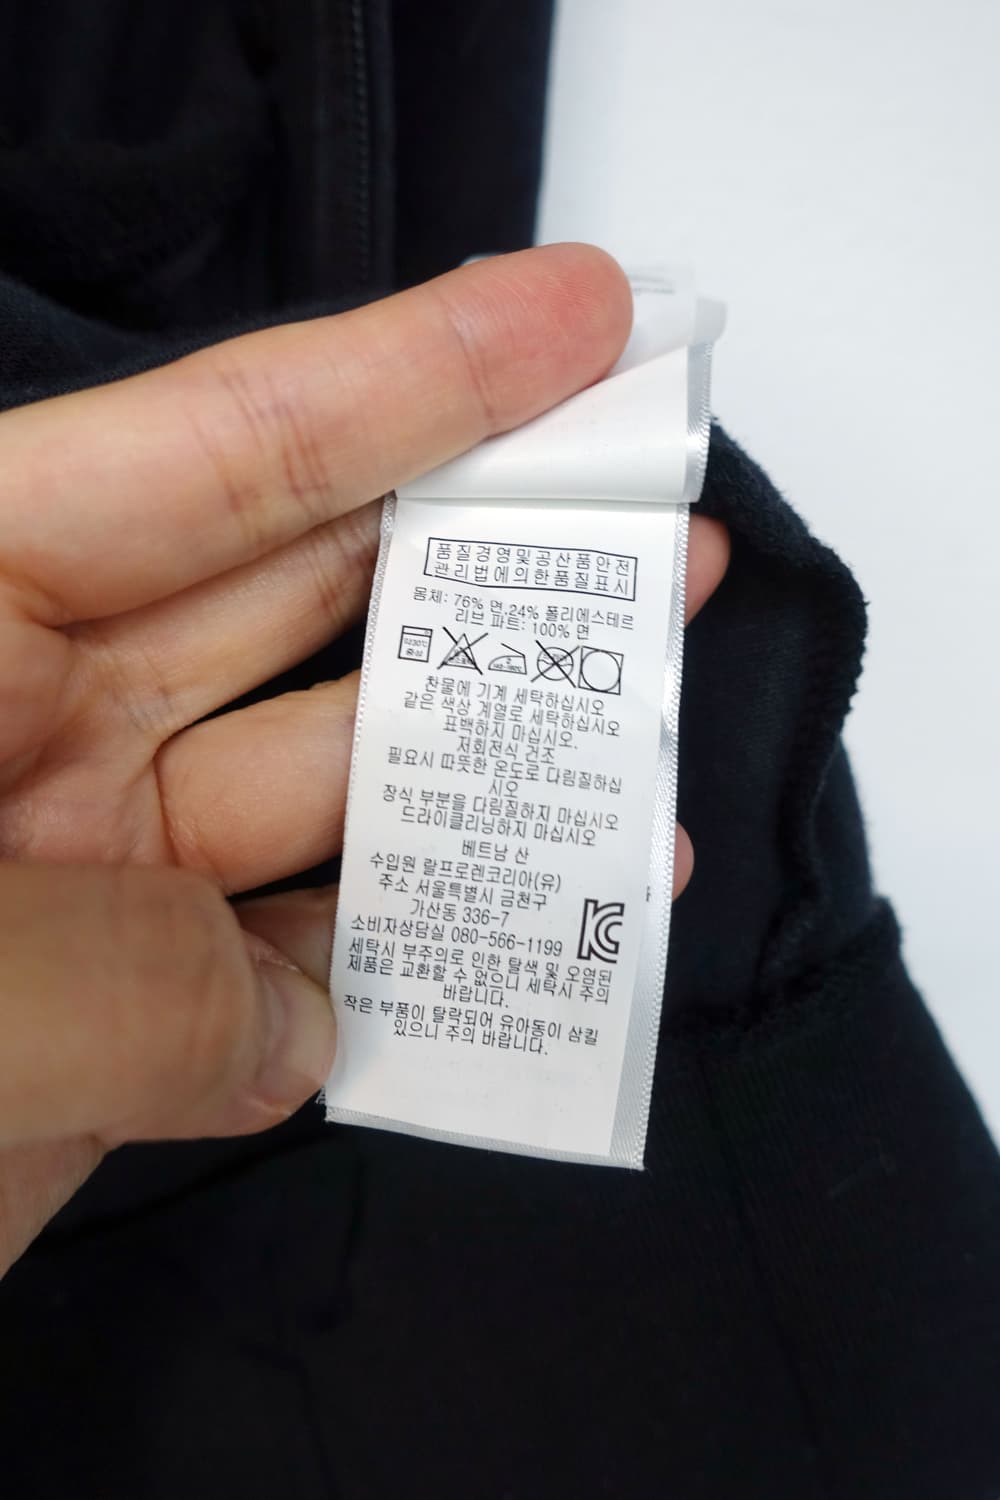 품질경영및공산품안전
관리법에의한품질표시
몸체: 76% 면,24% 폴리에스테르
리브 파트: 100% 면
찬물에 기계 세탁하십시오
같은 색상 계열로 세탁하십시오
표백하지 마십시오.
저회전식 건조
필요시 따뜻한 온도로 다림질하십
시오
장식 부분을 다림질하지 마십시오
드라이클리닝하지 마십시오
베트남 산
수입원 랄프로렌코리아(유)
주소 서울특별시 금천구
가산동 336-7
소비자상담실 080-566-1199
세탁시 부주의로 인한 탈색 및 오염된
제품은 교환할 수 없으니 세탁시 주의
바랍니다.
작은 부품이 탈락되어 유아동이 삼킬
있으니 주의 바랍니다.